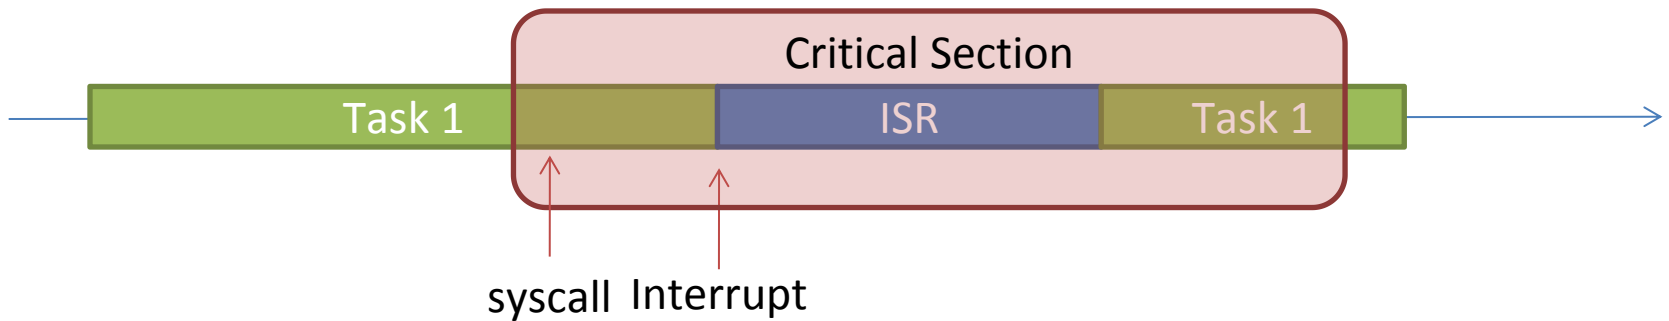 Critical Section
Task 1 ISR Task 1
syscall Interrupt